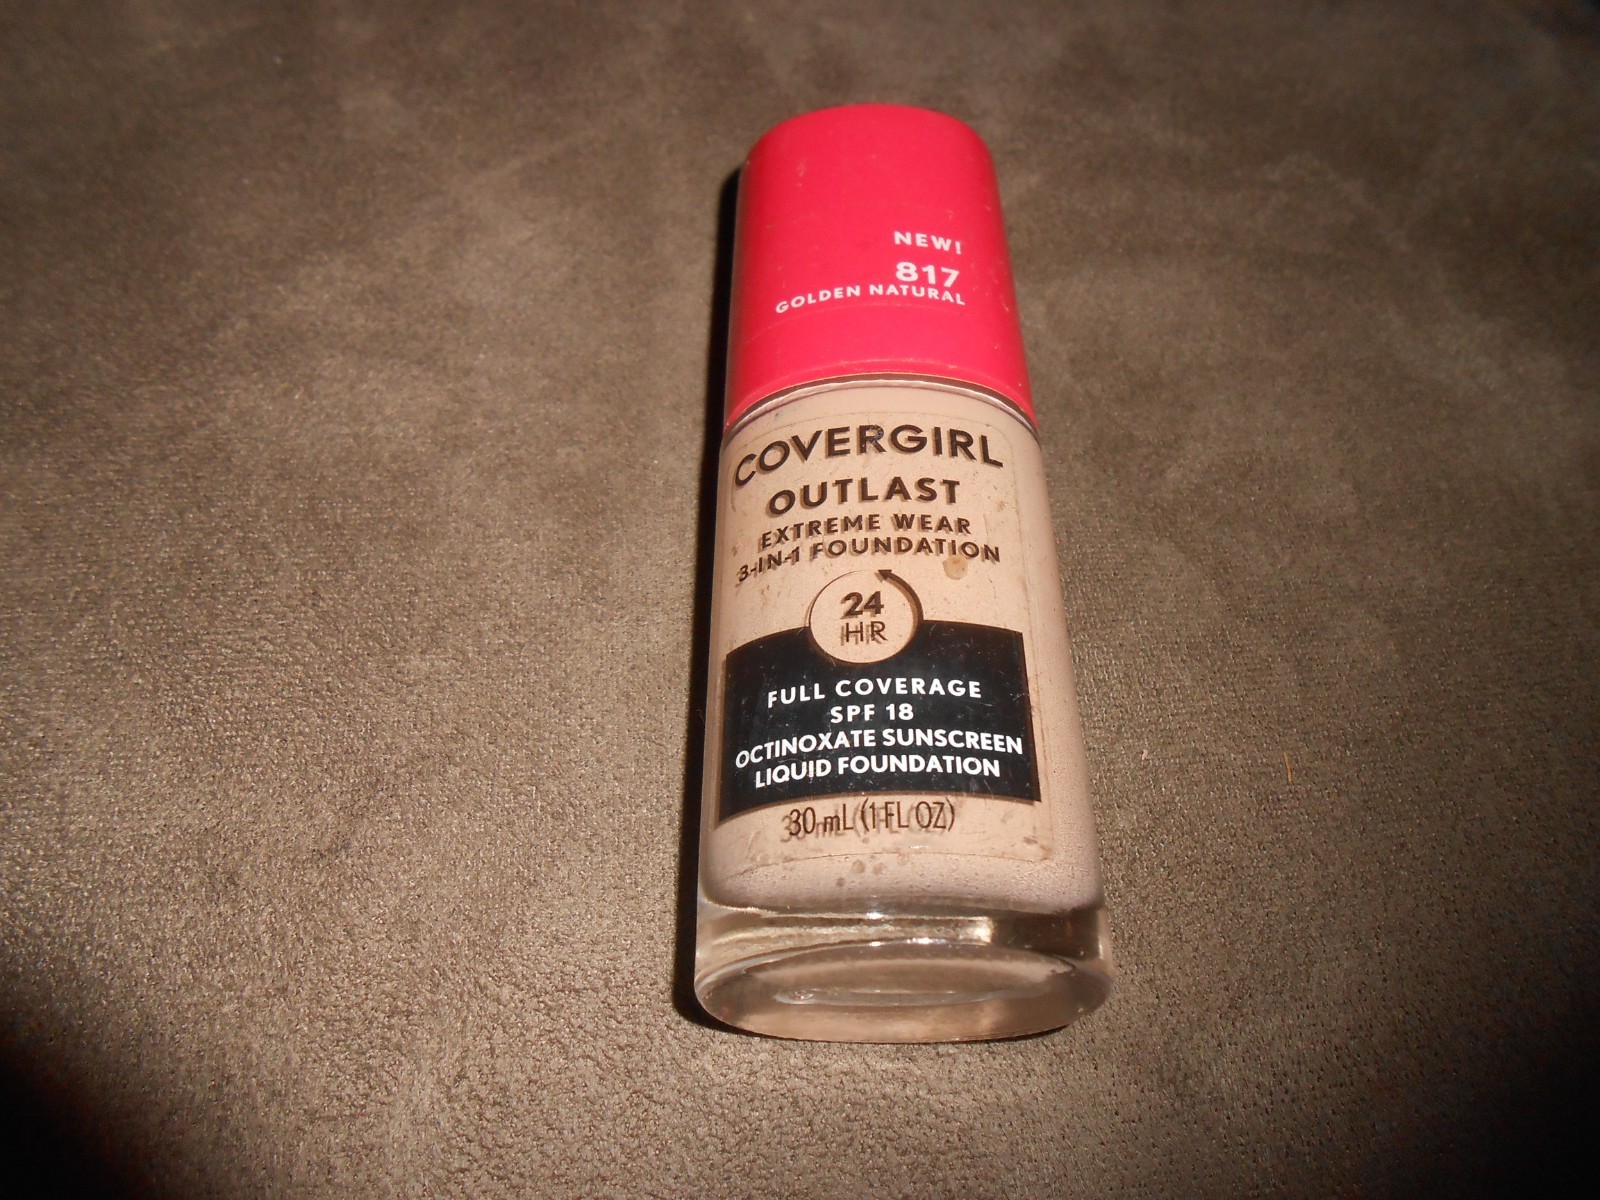 NEW!
817
GOLDEN NATURAL
COVERGIRL
OUTLAST
EXTREME WEAR
3-IN-1 FOUNDATION
24
HR
FULL COVERAGE
SPF 18
OCTINOXATE SUNSCREEN
LIQUID FOUNDATION
30 mL (1 FL OZ)